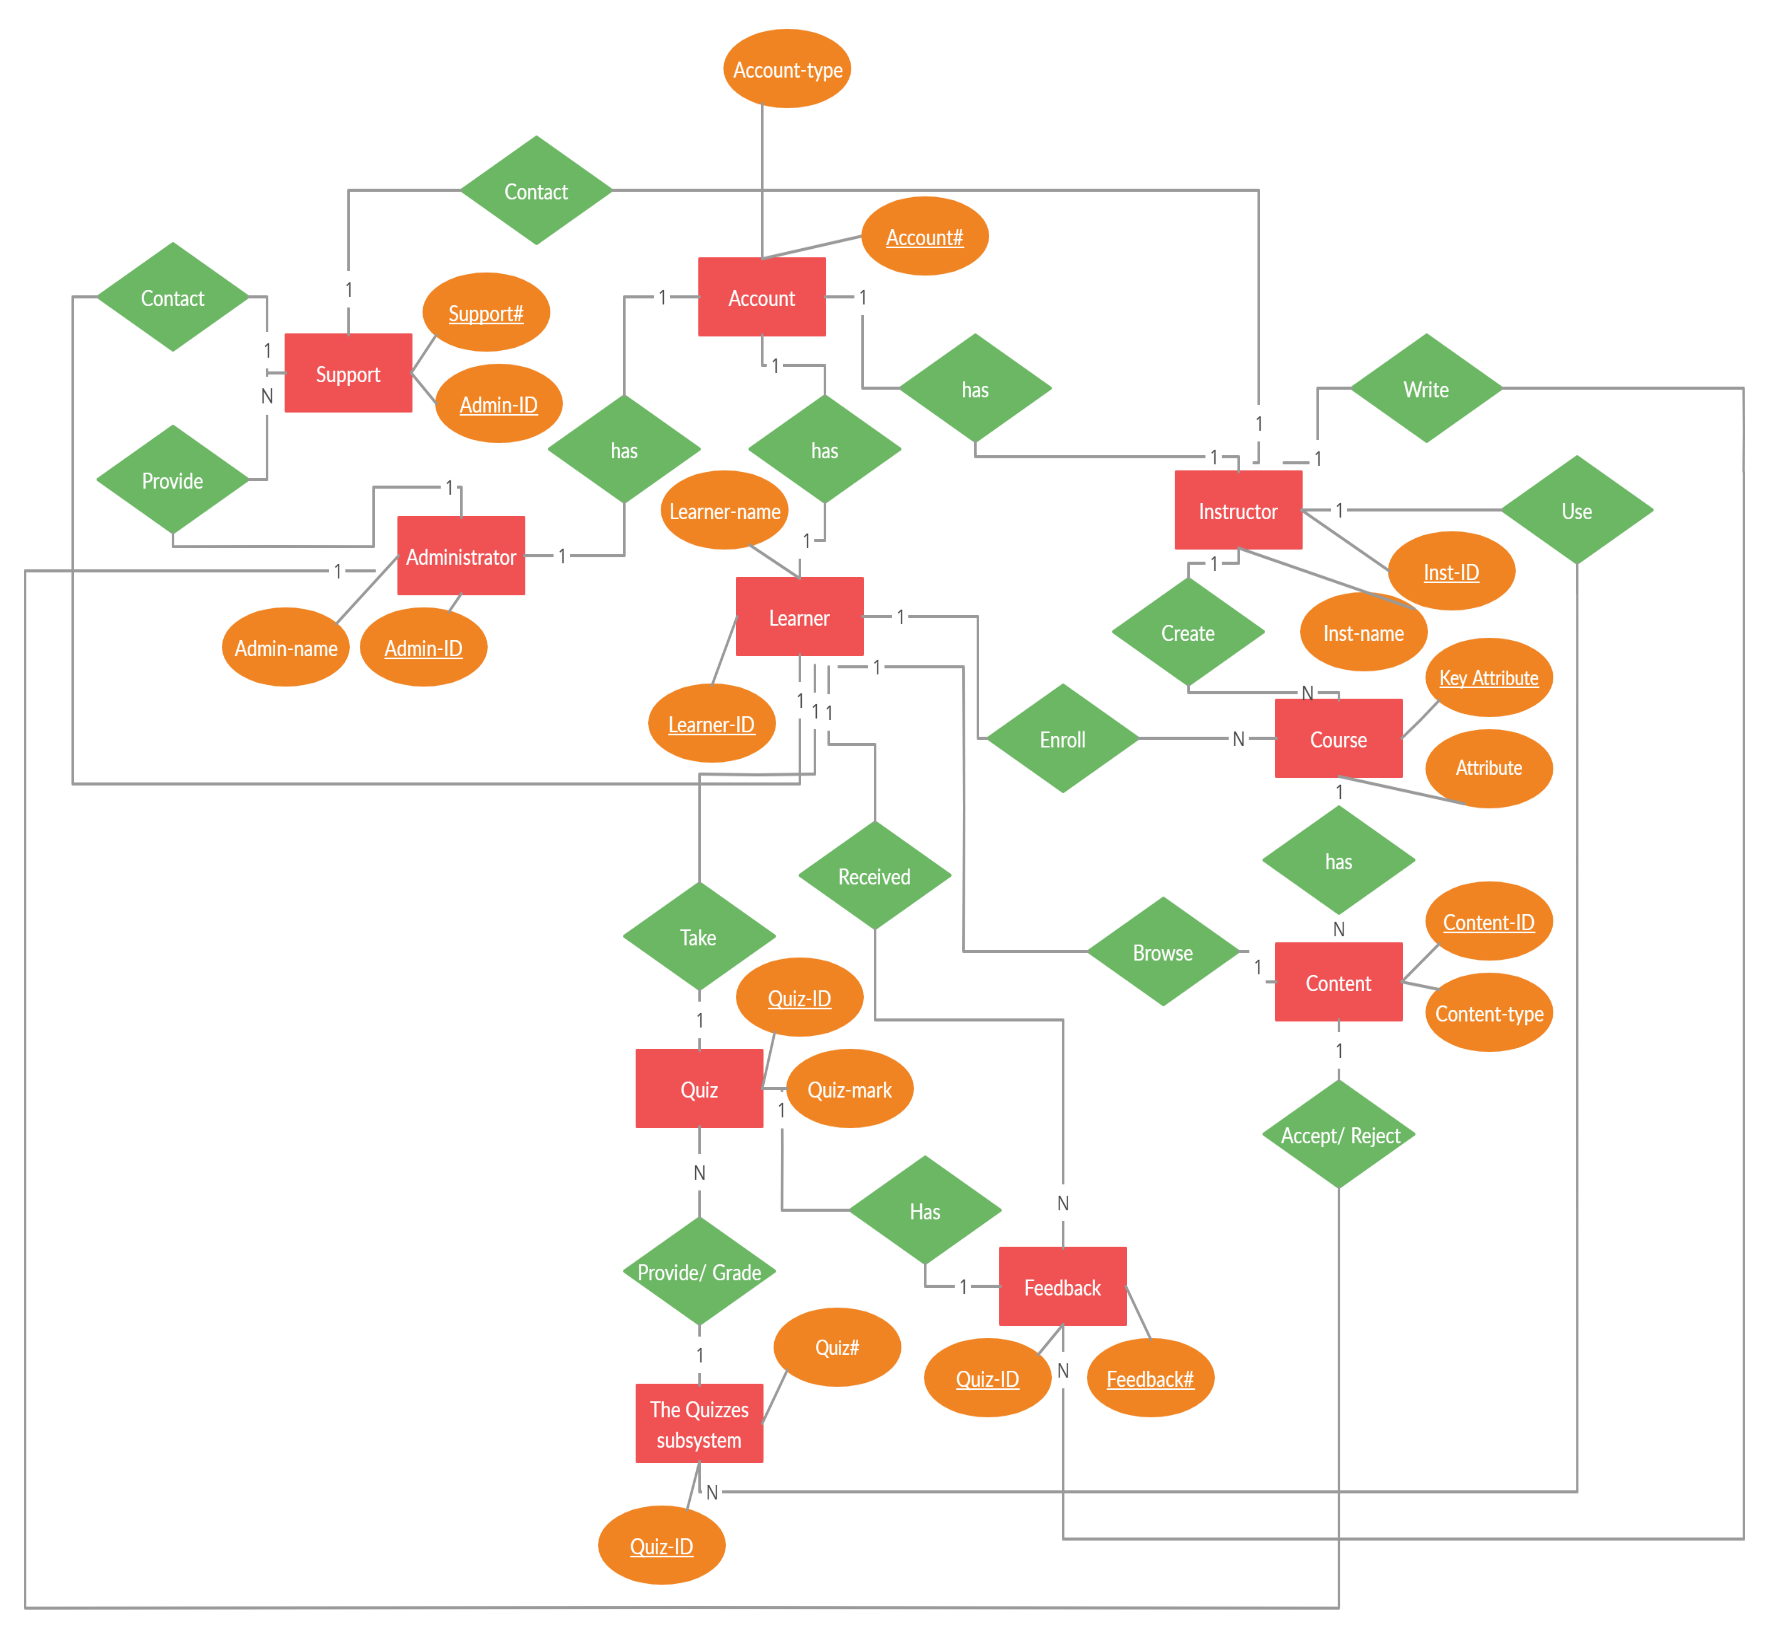 Account-type
Contact
Account#
1
Contact
1
Account
1
Support#
1
1
Support
has
Write
N
Admin-ID
1
has
has
1
1
Provide
1
Learner-name
Instructor
1
Use
1
Administrator
1
1
1
Inst-ID
Learner
1
Create
Inst-name
Admin-name
Admin-ID
1
Key Attribute
N
1
1
1
Learner-ID
Enroll
N
Course
Attribute
1
has
Received
Content-ID
N
Take
Browse
1
Content
Quiz-ID
Content-type
1
1
Quiz
Quiz-mark
1
Accept/ Reject
N
N
Has
Provide/ Grade
1
Feedback
Quiz#
1
N
Quiz-ID
Feedback#
The Quizzes
subsystem
N
Quiz-ID